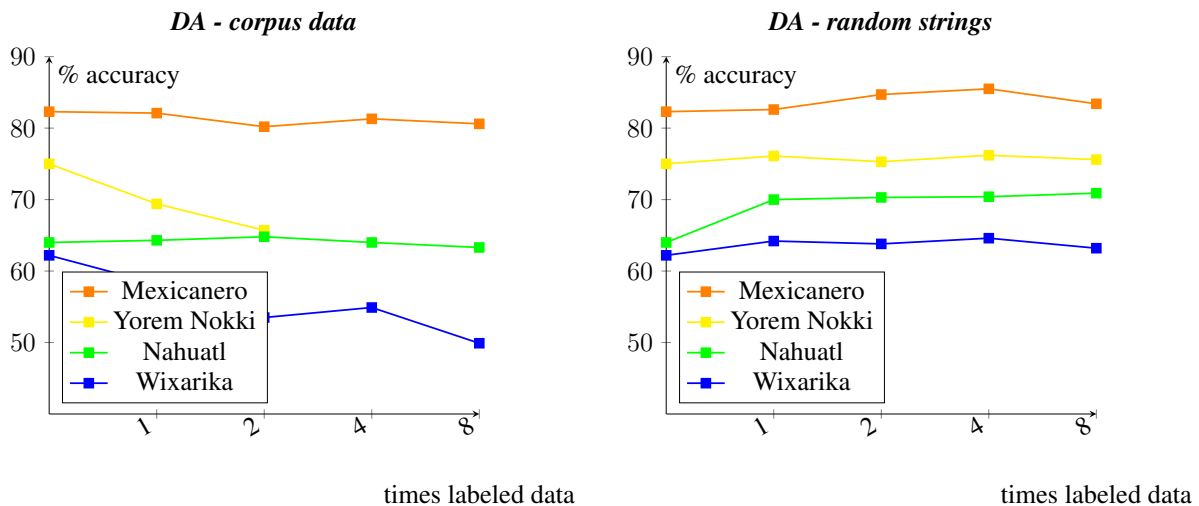 DA - corpus data
90
% accuracy
80
70
60
50
Mexicanero
Yorem Nokki
Nahuatl
Wixarika
1
2
4
8
times labeled data
DA - random strings
90
% accuracy
80
70
60
50
Mexicanero
Yorem Nokki
Nahuatl
Wixarika
1
2
4
8
times labeled data